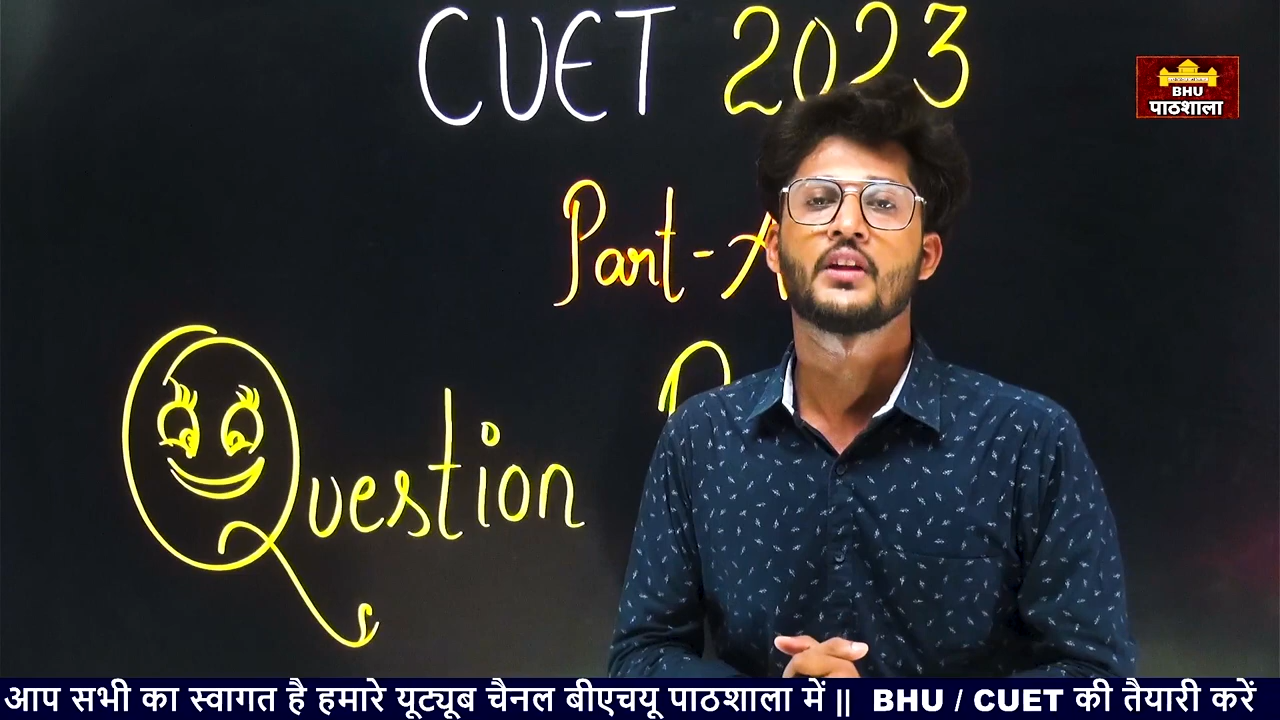 CUET 2023
BHU
पाठशाला
Part-A
Question
आप सभी का स्वागत है हमारे यूट्यूब चैनल बीएचयू पाठशाला में || BHU / CUET की तैयारी करें